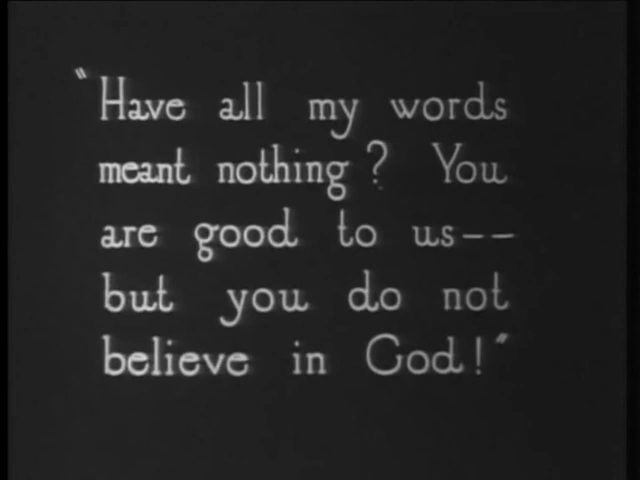 "Have all my words
meant nothing? You
are good to us--
but you do not
believe in God!"